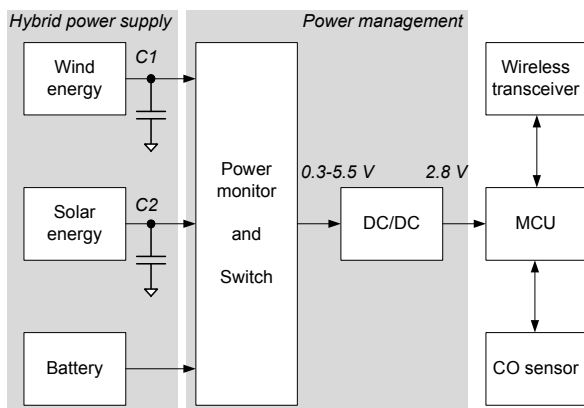 Hybrid power supply
Power management
Wind
energy
C1
Wireless
transceiver
Power
monitor
and
Switch
0.3-5.5 V
2.8 V
Solar
energy
C2
DC/DC
MCU
Battery
CO sensor